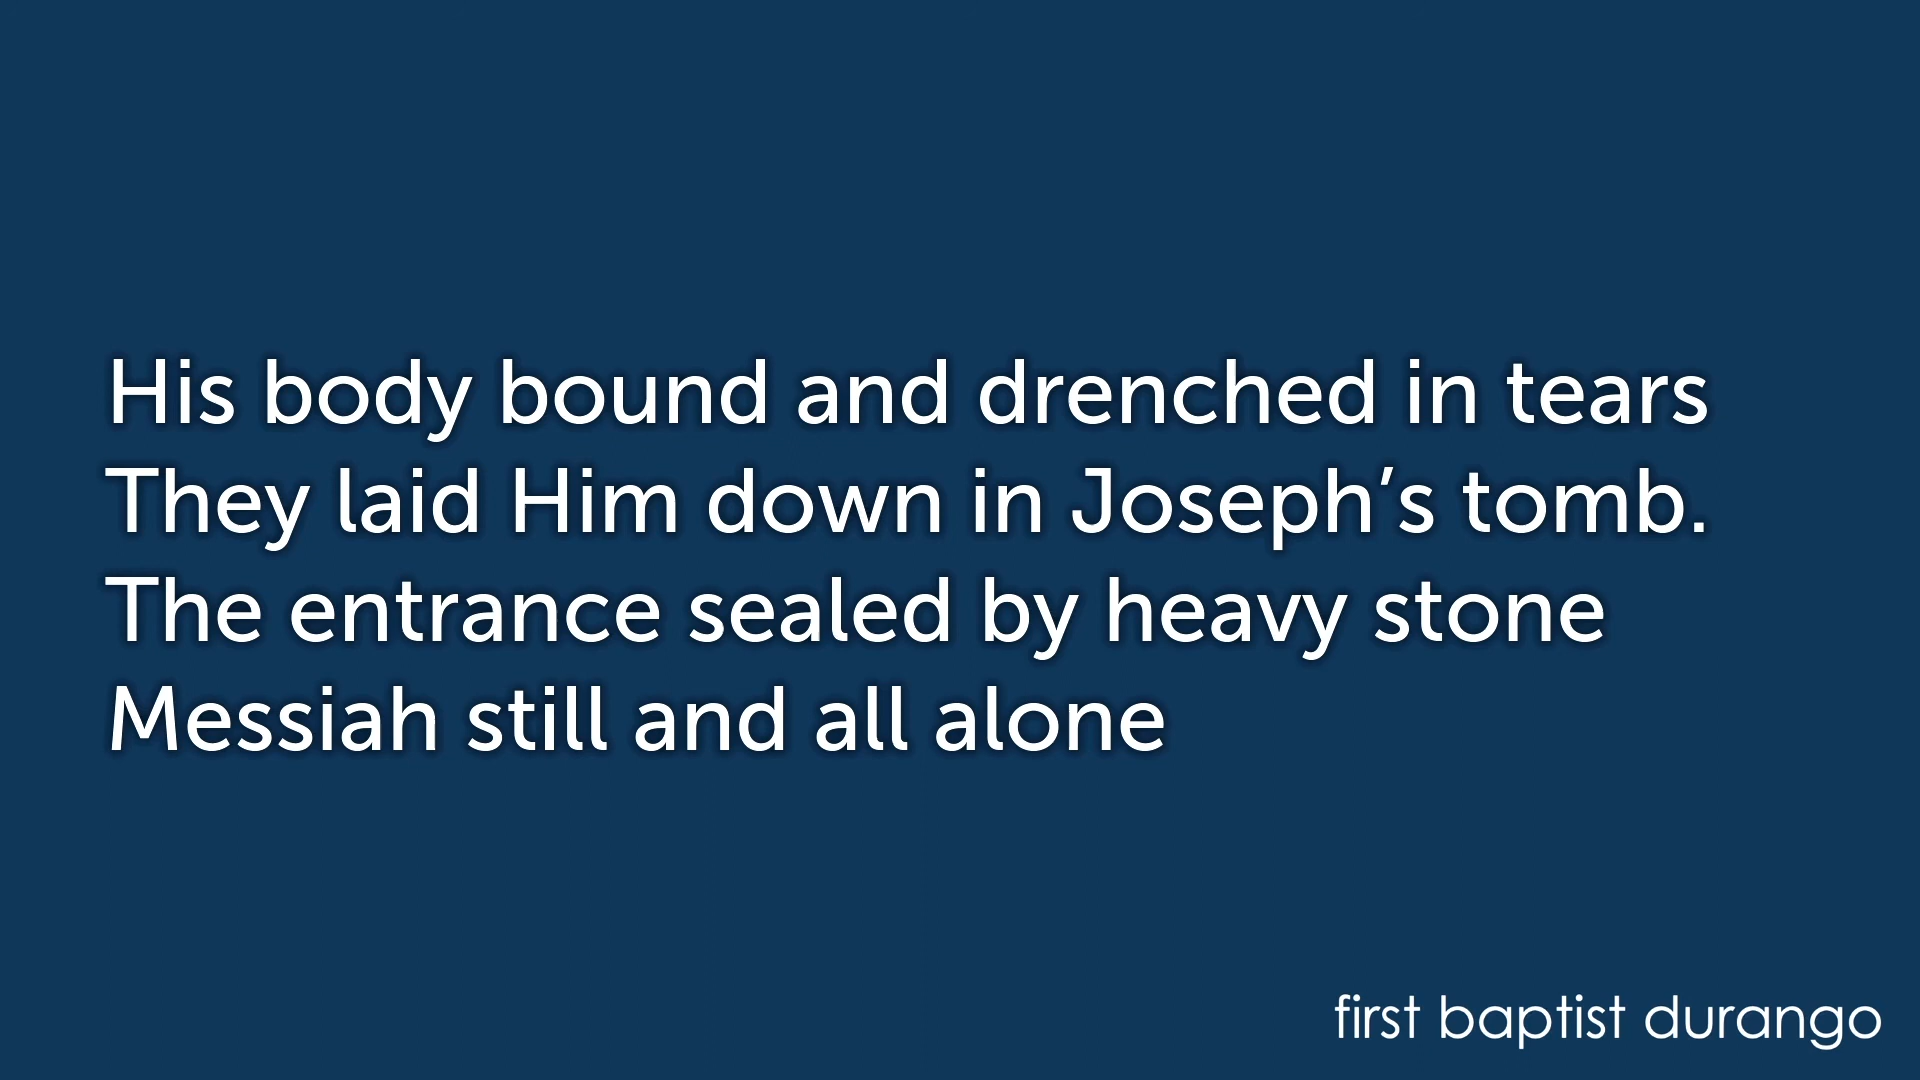 His body bound and drenched in tears
They laid Him down in Joseph’s tomb.
The entrance sealed by heavy stone
Messiah still and all alone
first baptist durango